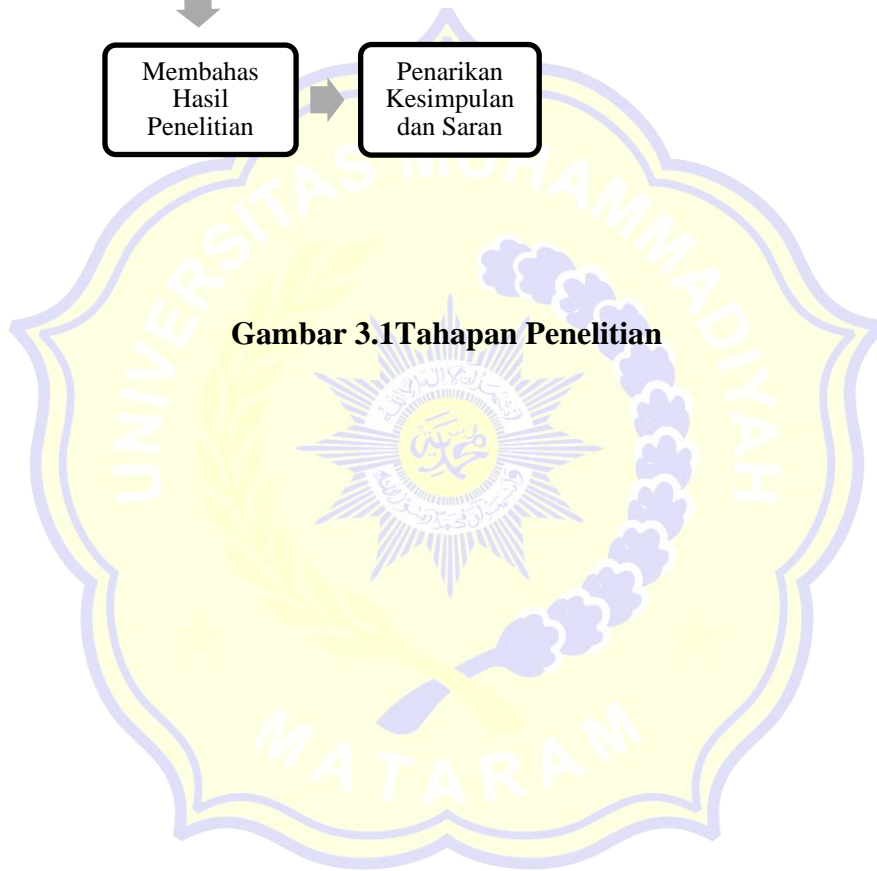 Membahas
Hasil
Penelitian
Penarikan
Kesimpulan
dan Saran
Gambar 3.1Tahapan Penelitian
UNIVERSITAS MUHAMMADIYAH
MATARAM